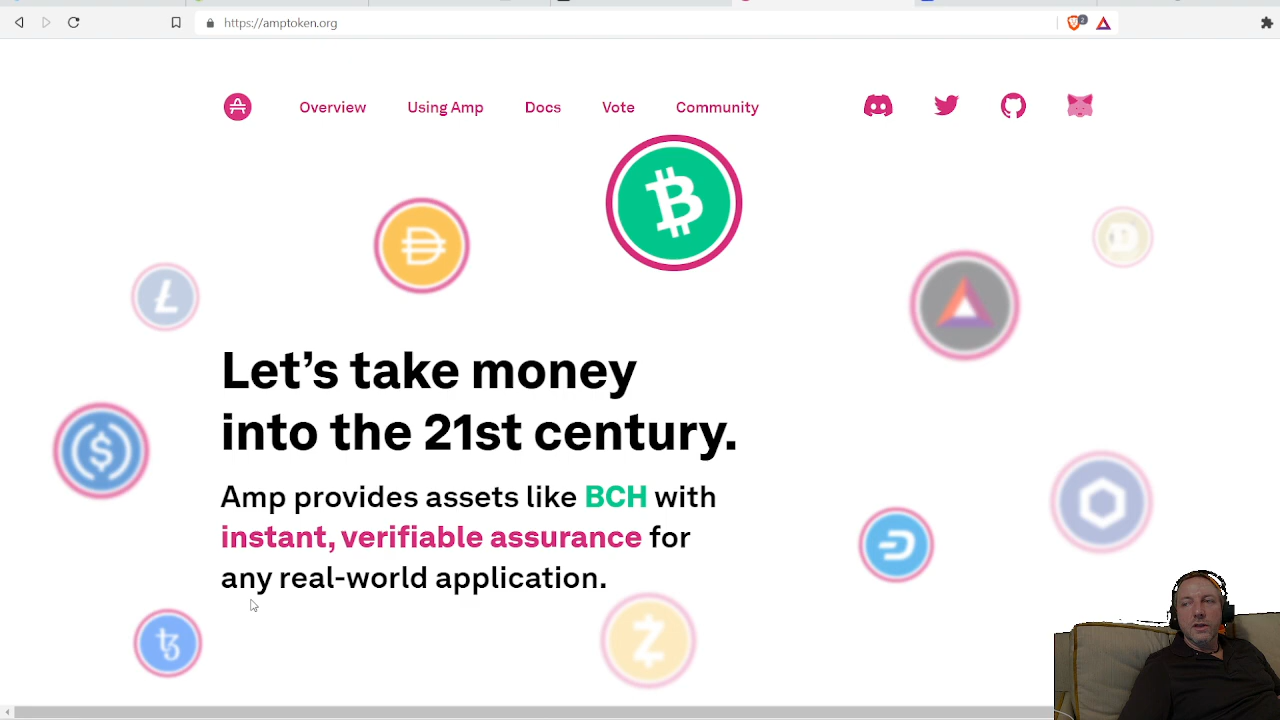 https://amptoken.org
2
Overview Using Amp Docs Vote Community
Let's take money
into the 21st century.
Amp provides assets like BCH with
instant, verifiable assurance for
any real-world application.